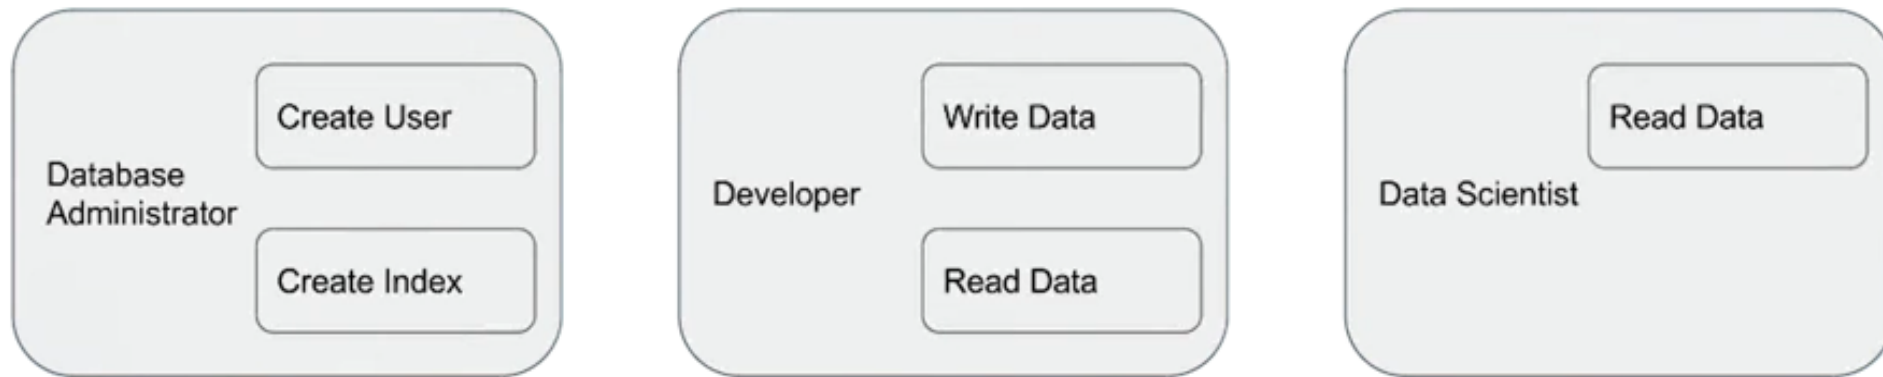 Database
Administrator
Create User
Create Index
Developer
Write Data
Read Data
Data Scientist
Read Data